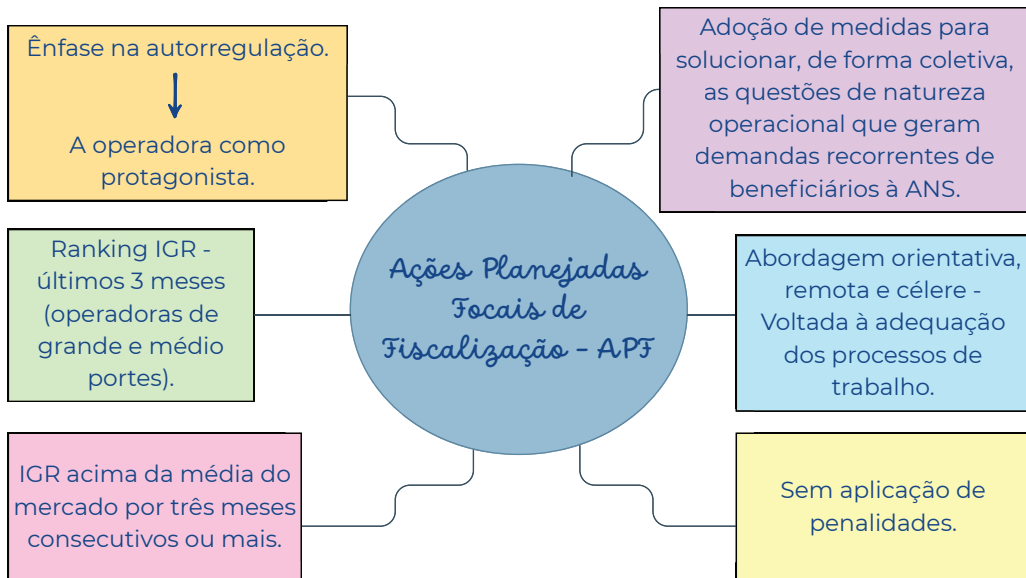 Ênfase na autorregulação.
A operadora como
protagonista.
Adoção de medidas para
solucionar, de forma coletiva,
as questões de natureza
operacional que geram
demandas recorrentes de
beneficiários à ANS.
Ranking IGR -
últimos 3 meses
(operadoras de
grande e médio
portes).
Ações Planejadas
Focais de
Fiscalização - APF
Abordagem orientativa,
remota e célere -
Voltada à adequação
dos processos de
trabalho.
IGR acima da média do
mercado por três meses
consecutivos ou mais.
Sem aplicação de
penalidades.